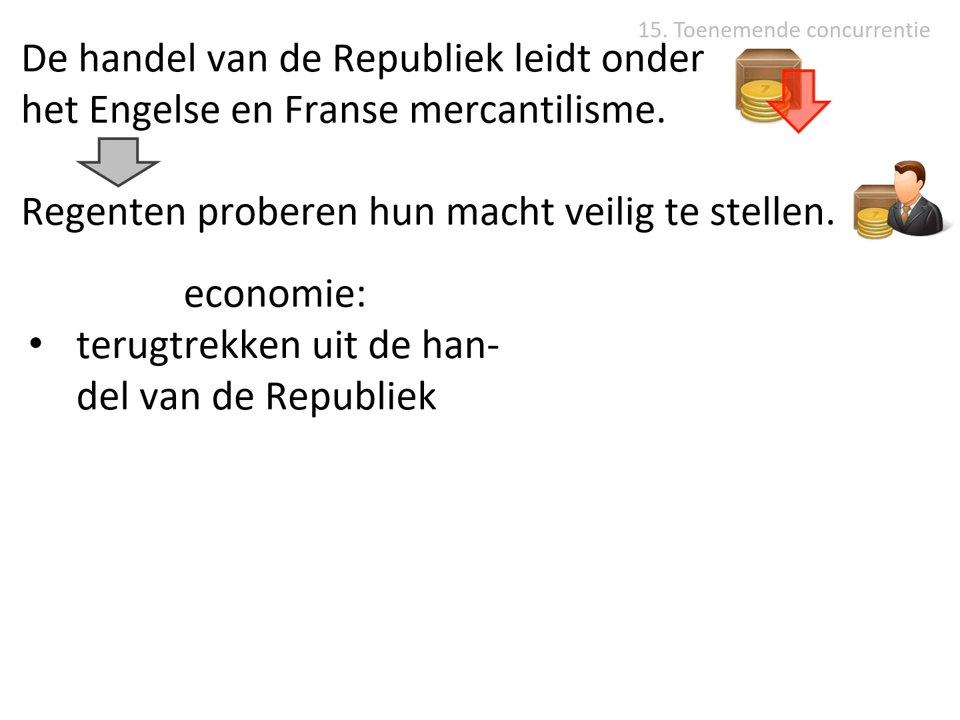 15. Toenemende concurrentie
De handel van de Republiek leidt onder
het Engelse en Franse mercantilisme.
Regenten proberen hun macht veilig te stellen.
economie:
• terugtrekken uit de han-
del van de Republiek